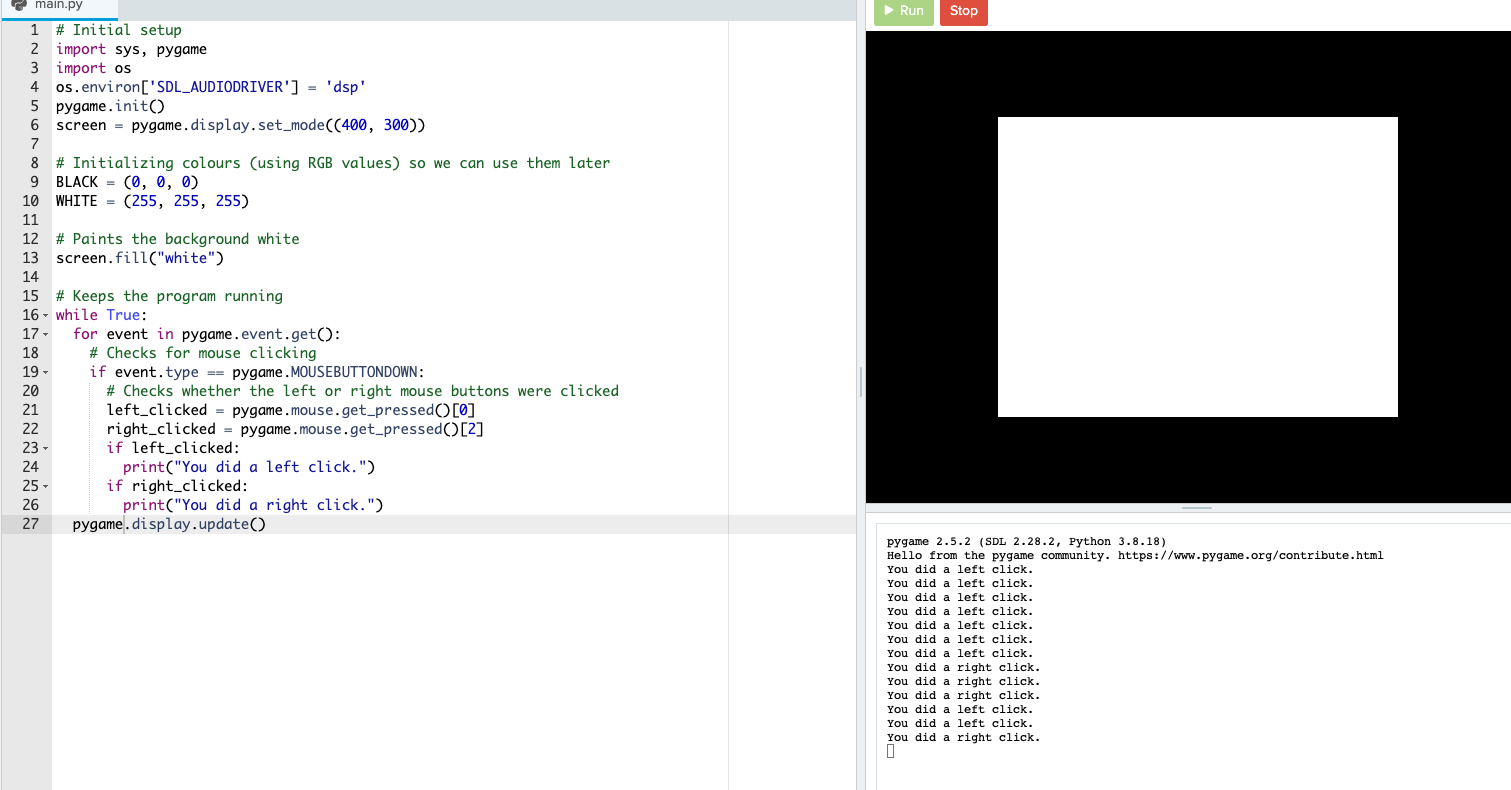 main.py
1 # Initial setup
2 import sys, pygame
3 import os
4 os.environ['SDL_AUDIODRIVER'] = 'dsp'
5 pygame.init()
6 screen = pygame.display.set_mode((400, 300))
7
8 # Initializing colours (using RGB values) so we can use them later
9 BLACK = (0, 0, 0)
10 WHITE = (255, 255, 255)
11
12 # Paints the background white
13 screen.fill("white")
14
15 # Keeps the program running
16 while True:
17   for event in pygame.event.get():
18     # Checks for mouse clicking
19     if event.type == pygame.MOUSEBUTTONDOWN:
20       # Checks whether the left or right mouse buttons were clicked
21       left_clicked = pygame.mouse.get_pressed()[0]
22       right_clicked = pygame.mouse.get_pressed()[2]
23       if left_clicked:
24         print("You did a left click.")
25       if right_clicked:
26         print("You did a right click.")
27   pygame.display.update()
Run
Stop
pygame 2.5.2 (SDL 2.28.2, Python 3.8.18)
Hello from the pygame community. https://www.pygame.org/contribute.html
You did a left click.
You did a left click.
You did a left click.
You did a left click.
You did a left click.
You did a left click.
You did a left click.
You did a right click.
You did a right click.
You did a right click.
You did a left click.
You did a left click.
You did a right click.